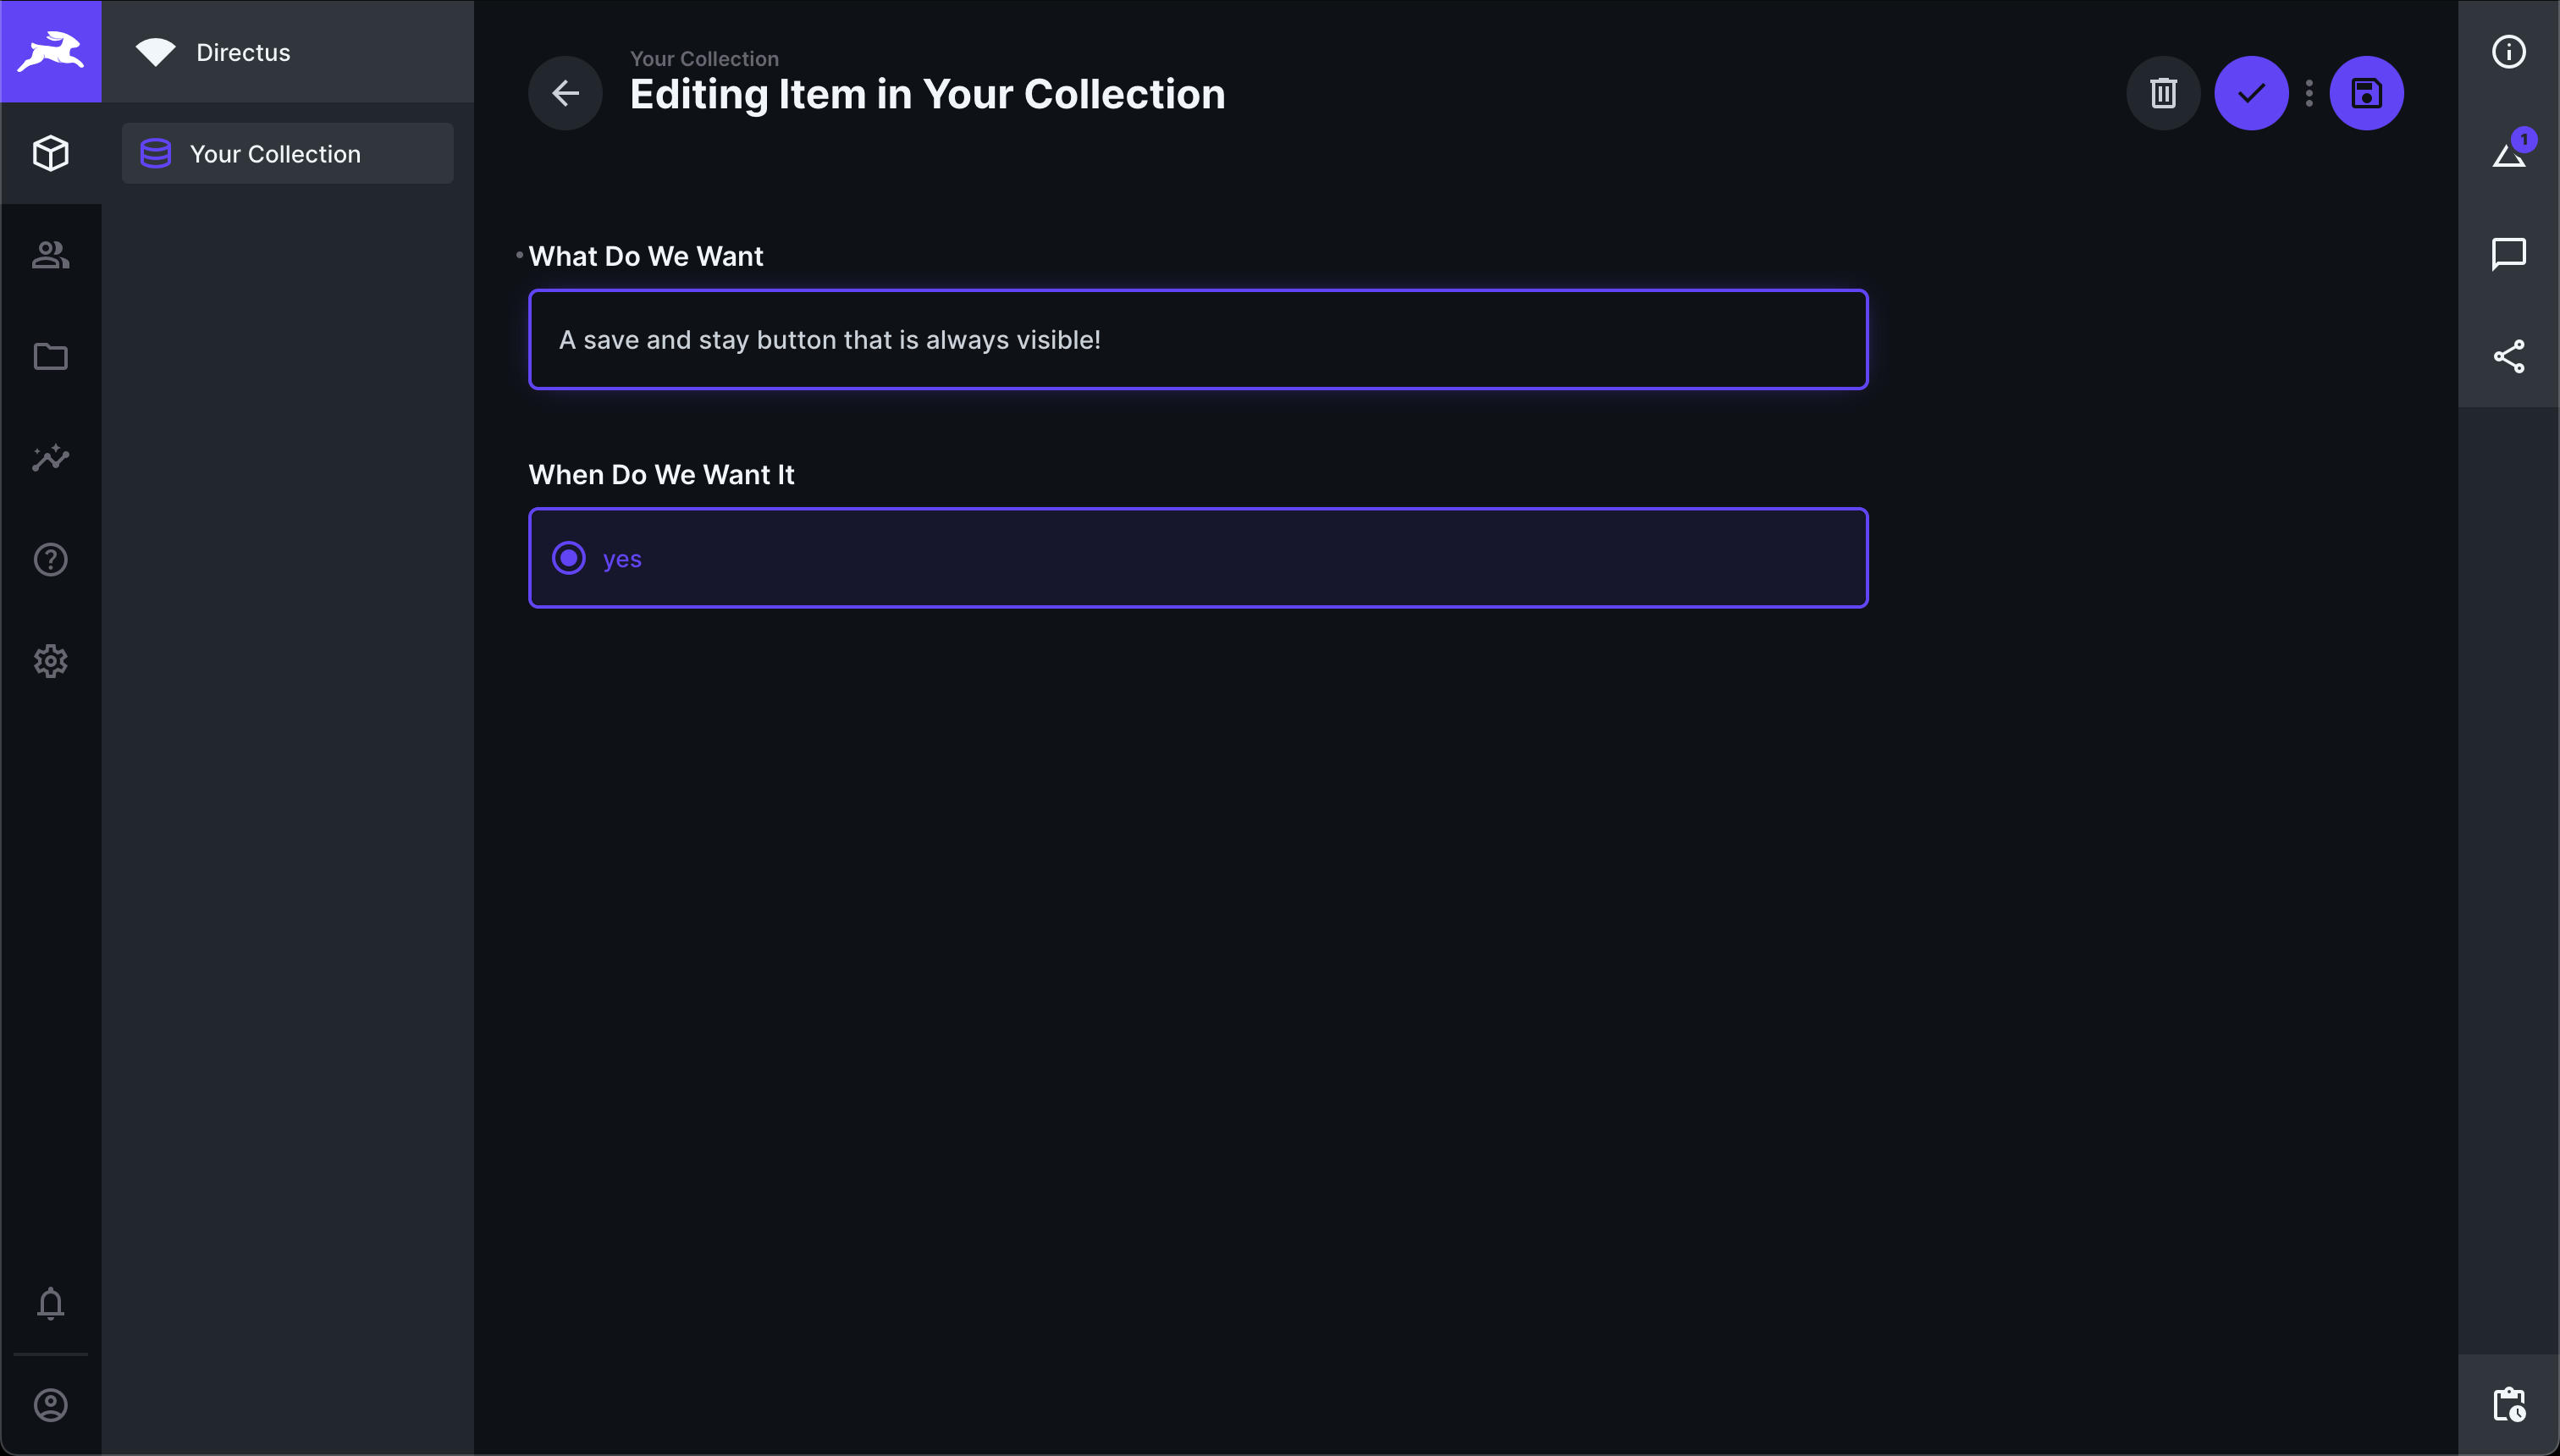 Directus
Your Collection
Your Collection
Editing Item in Your Collection
1
What Do We Want
A save and stay button that is always visible!
When Do We Want It
yes